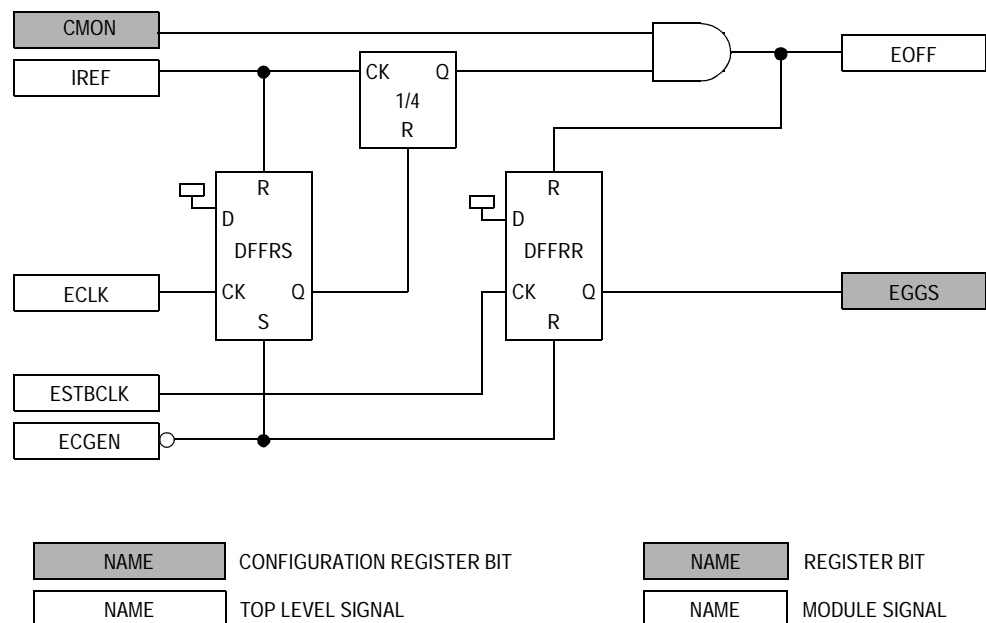 CMON
EOFF
IREF
CK Q
1/4
R
R
D
DFFRS
CK Q
S
R
D
DFFRR
CK Q
R
ECLK
EGGS
ESTBCLK
ECGEN
NAME CONFIGURATION REGISTER BIT
NAME REGISTER BIT
NAME TOP LEVEL SIGNAL
NAME MODULE SIGNAL